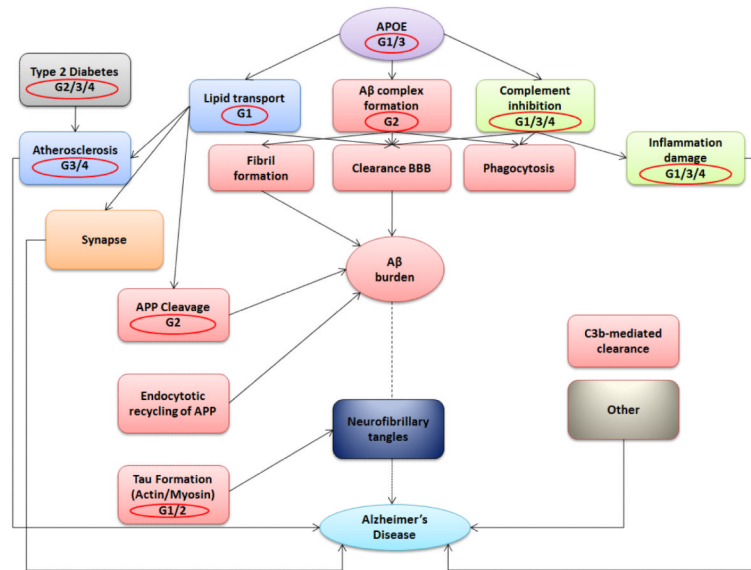 APOE
G1/3
Type 2 Diabetes
G2/3/4
Lipid transport
G1
Aβ complex
formation
G2
Complement
inhibition
G1/3/4
Atherosclerosis
G3/4
Fibril
formation
Clearance BBB
Phagocytosis
Inflammation
damage
G1/3/4
Synapse
Aβ
burden
APP Cleavage
G2
C3b-mediated
clearance
Endocytotic
recycling of APP
Neurofibrillary
tangles
Other
Tau Formation
(Actin/Myosin)
G1/2
Alzheimer's
Disease